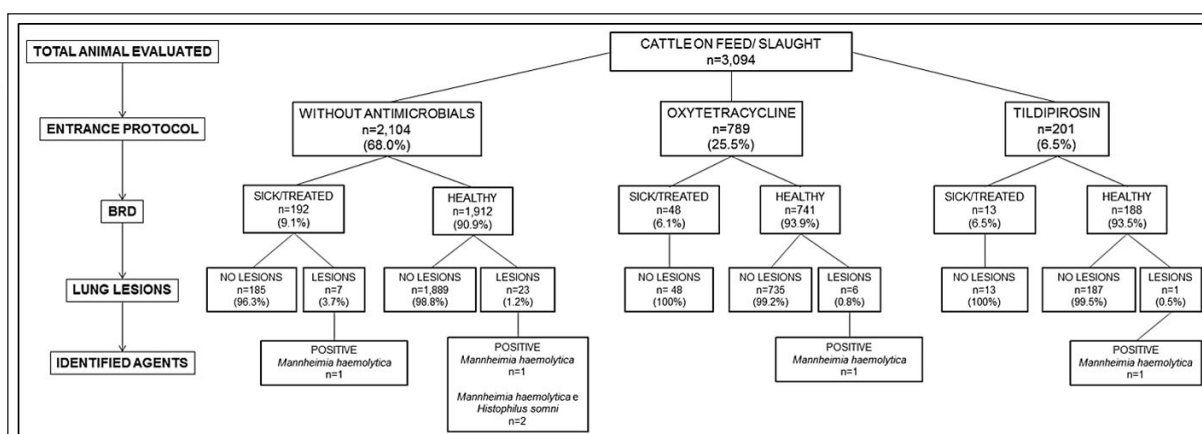 TOTAL ANIMAL EVALUATED
ENTRANCE PROTOCOL
BRD
LUNG LESIONS
IDENTIFIED AGENTS
CATTLE ON FEED/ SLAUGHT
n=3,094
WITHOUT ANTIMICROBIALS
n=2,104
(68.0%)
OXYTETRACYCLINE
n=789
(25.5%)
TILDIPIROSIN
n=201
(6.5%)
SICK/TREATED
n=192
(9.1%)
HEALTHY
n=1,912
(90.9%)
SICK/TREATED
n=48
(6.1%)
HEALTHY
n=741
(93.9%)
SICK/TREATED
n=13
(6.5%)
HEALTHY
n=188
(93.5%)
NO LESIONS
n=185
(96.3%)
LESIONS
n=7
(3.7%)
NO LESIONS
n=1,889
(98.8%)
LESIONS
n=23
(1.2%)
NO LESIONS
n= 48
(100%)
NO LESIONS
n=735
(99.2%)
LESIONS
n=6
(0.8%)
NO LESIONS
n=13
(100%)
NO LESIONS
n=187
(99.5%)
LESIONS
n=1
(0.5%)
POSITIVE
Mannheimia haemolytica
n=1
POSITIVE
Mannheimia haemolytica
n=1
Mannheimia haemolytica e
Histophilus somni
n=2
POSITIVE
Mannheimia haemolytica
n=1
POSITIVE
Mannheimia haemolytica
n=1